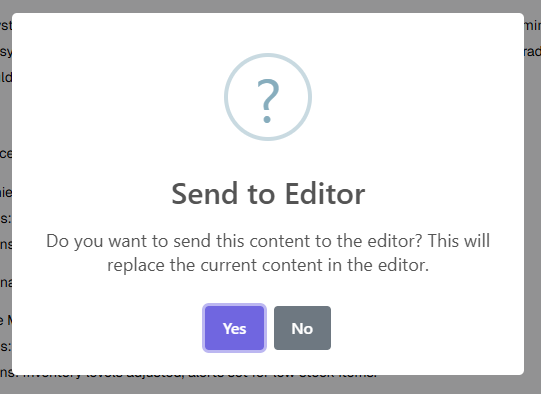 ?
Send to Editor
Do you want to send this content to the editor? This will
replace the current content in the editor.
Yes
No